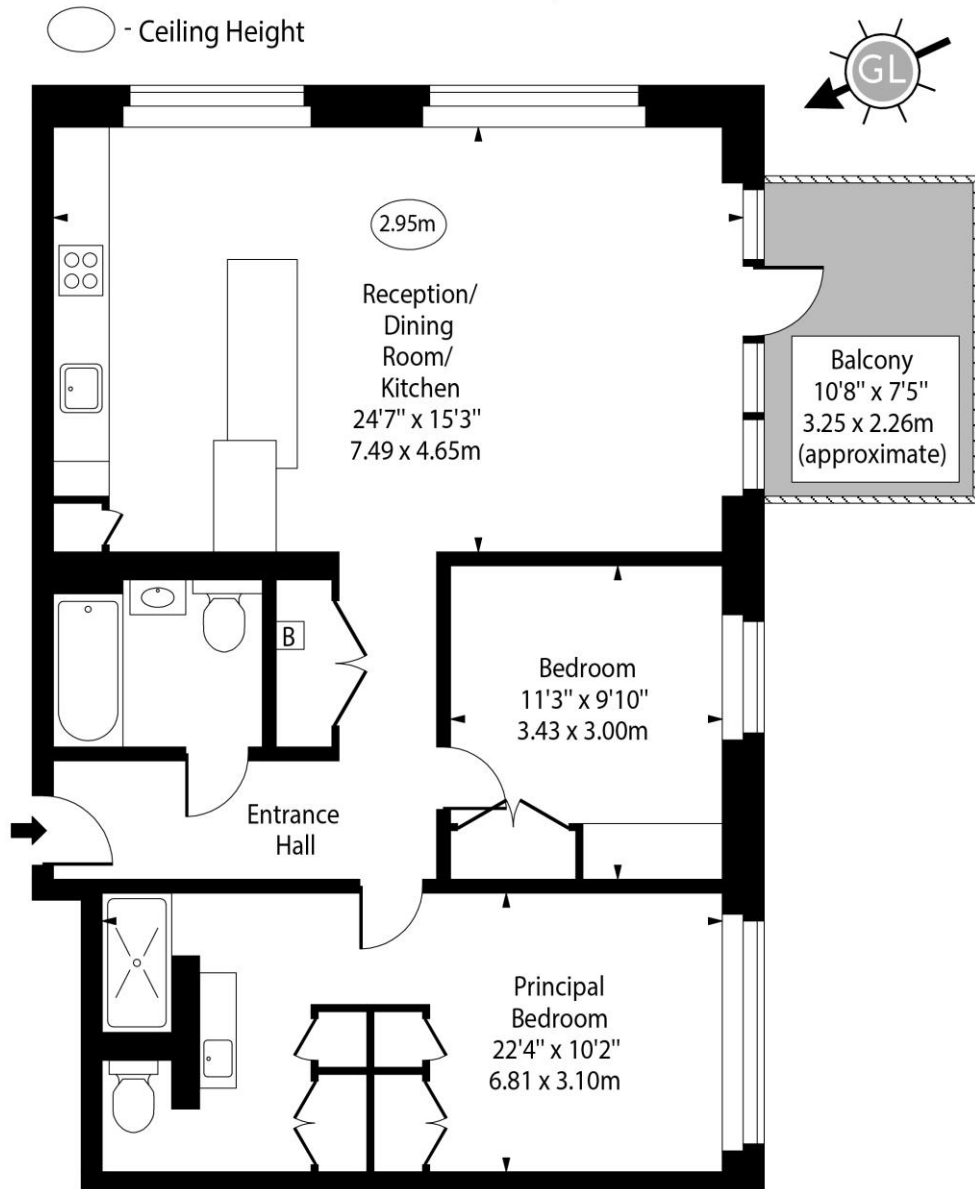 - Ceiling Height
GL
2.95m
Reception/
Dining
Room/
Kitchen
24'7" x 15'3"
7.49 x 4.65m
Balcony
10'8" x 7'5"
3.25 x 2.26m
(approximate)
B
Bedroom
11'3" x 9'10"
3.43 x 3.00m
Entrance
Hall
Principal
Bedroom
22'4" x 10'2"
6.81 x 3.10m